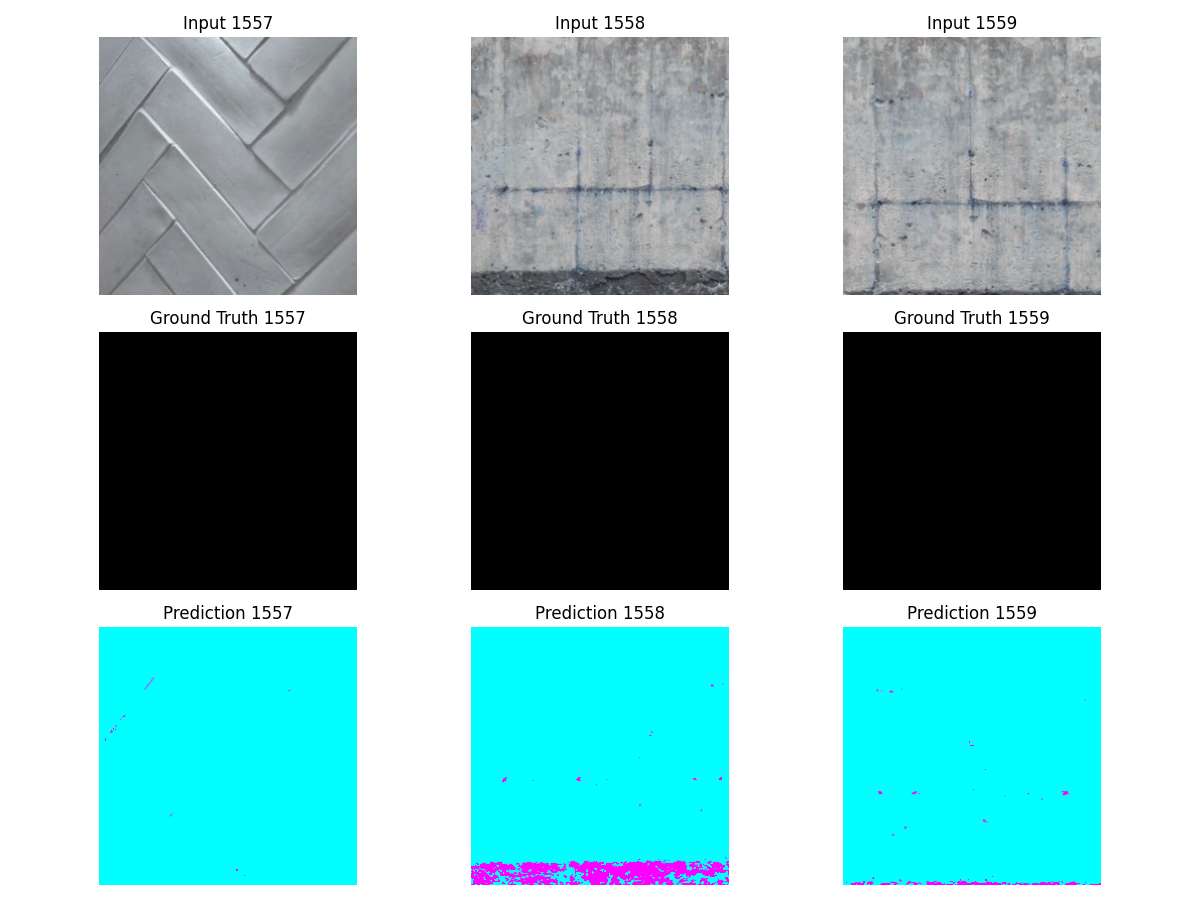 Input 1557
Input 1558
Input 1559
Ground Truth 1557
Ground Truth 1558
Ground Truth 1559
Prediction 1557
Prediction 1558
Prediction 1559